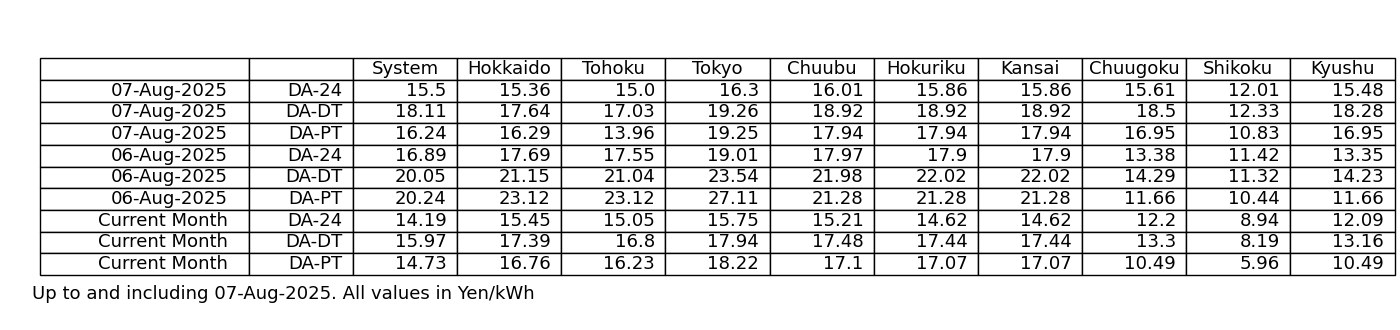 System Hokkaido Tohoku Tokyo Chuubu Hokuriku Kansai Chuugoku Shikoku Kyushu
07-Aug-2025 DA-24 15.5 15.36 15.0 16.3 16.01 15.86 15.86 15.61 12.01 15.48
07-Aug-2025 DA-DT 18.11 17.64 17.03 19.26 18.92 18.92 18.92 18.5 12.33 18.28
07-Aug-2025 DA-PT 16.24 16.29 13.96 19.25 17.94 17.94 17.94 16.95 10.83 16.95
06-Aug-2025 DA-24 16.89 17.69 17.55 19.01 17.97 17.9 17.9 13.38 11.42 13.35
06-Aug-2025 DA-DT 20.05 21.15 21.04 23.54 21.98 22.02 22.02 14.29 11.32 14.23
06-Aug-2025 DA-PT 20.24 23.12 23.12 27.11 21.28 21.28 21.28 11.66 10.44 11.66
Current Month DA-24 14.19 15.45 15.05 15.75 15.21 14.62 14.62 12.2 8.94 12.09
Current Month DA-DT 15.97 17.39 16.8 17.94 17.48 17.44 17.44 13.3 8.19 13.16
Current Month DA-PT 14.73 16.76 16.23 18.22 17.1 17.07 17.07 10.49 5.96 10.49
Up to and including 07-Aug-2025. All values in Yen/kWh